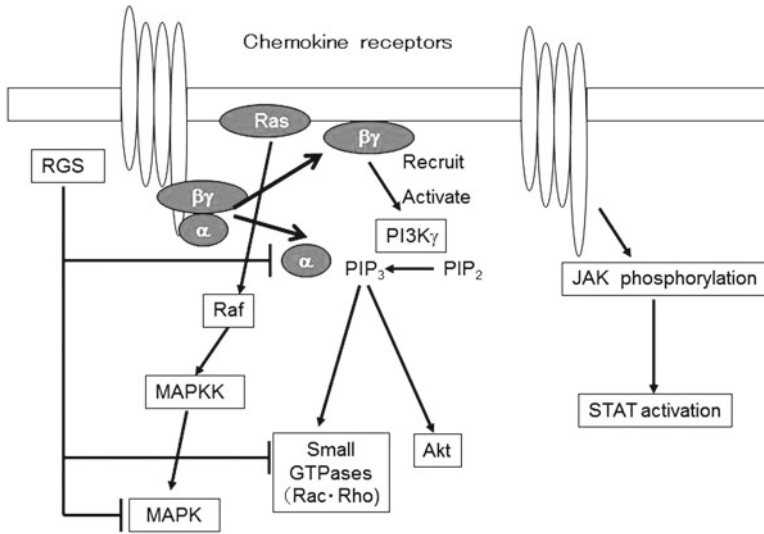 Chemokine receptors
Ras
βγ
RGS
Recruit
βγ
Activate
α
PI3Kγ
α
PIP3
PIP2
JAK phosphorylation
Raf
MAPKK
STAT activation
Small
GTPases
(Rac・Rho)
Akt
MAPK